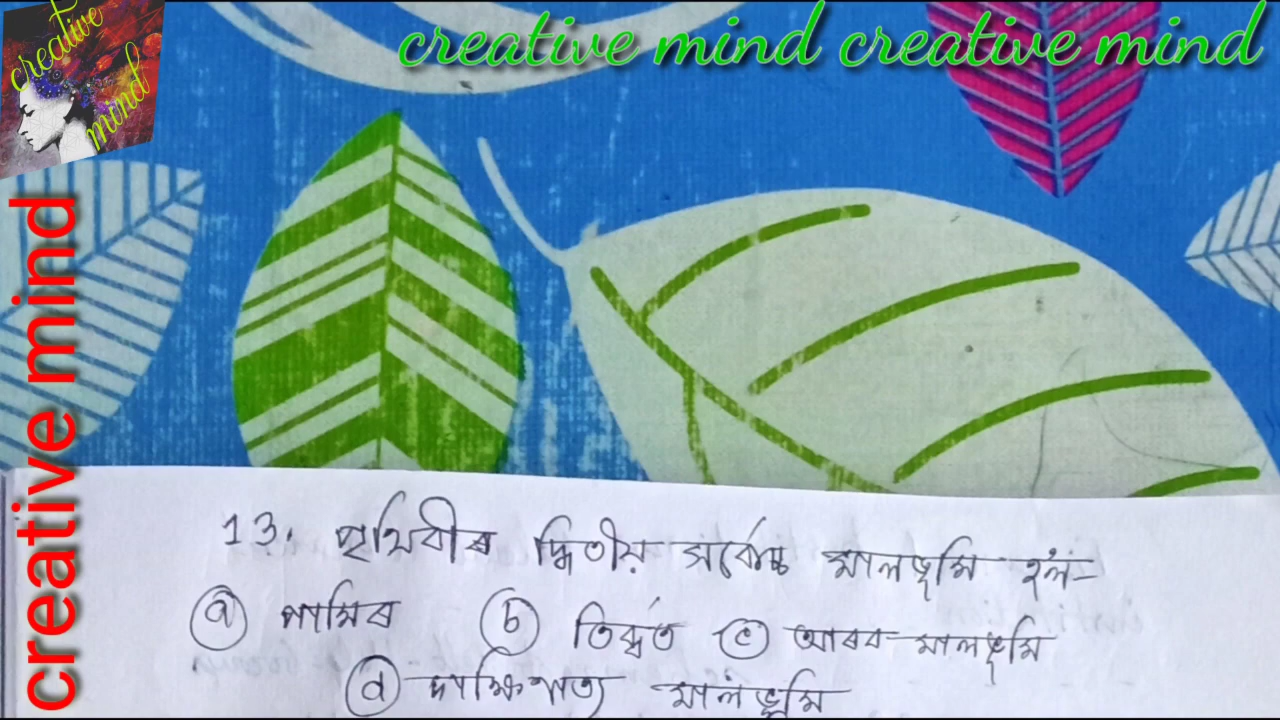 creative mind creative mind
creative mind
creative mind
13. পৃথিবীৰ দ্বিতীয় সৰ্বোচ্চ মালভূমি হ'ল-
ⓐ পামিৰ ⓑ তিব্বত ⓒ আৰব মালভূমি
ⓓ দাক্ষিণাত্য মালভূমি